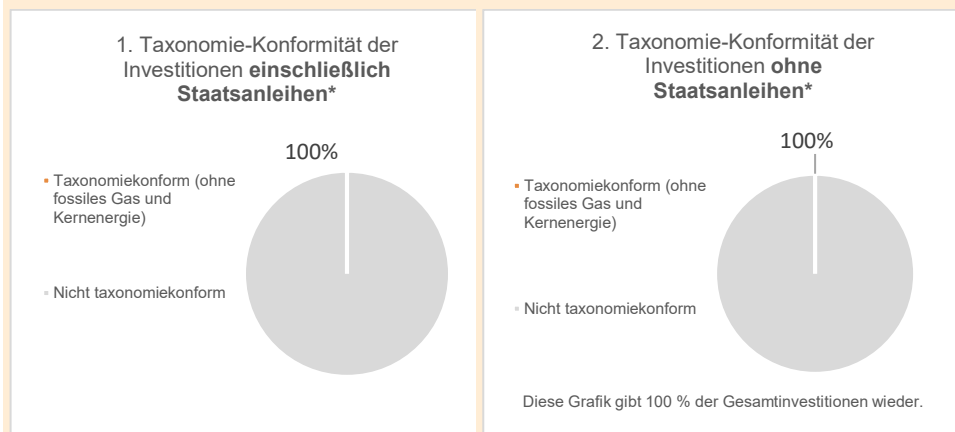 1. Taxonomie-Konformität der
Investitionen einschließlich
Staatsanleihen*
100%
Taxonomiekonform (ohne
fossiles Gas und
Kernenergie)
Nicht taxonomiekonform
2. Taxonomie-Konformität der
Investitionen ohne
Staatsanleihen*
100%
Taxonomiekonform (ohne
fossiles Gas und
Kernenergie)
Nicht taxonomiekonform
Diese Grafik gibt 100 % der Gesamtinvestitionen wieder.